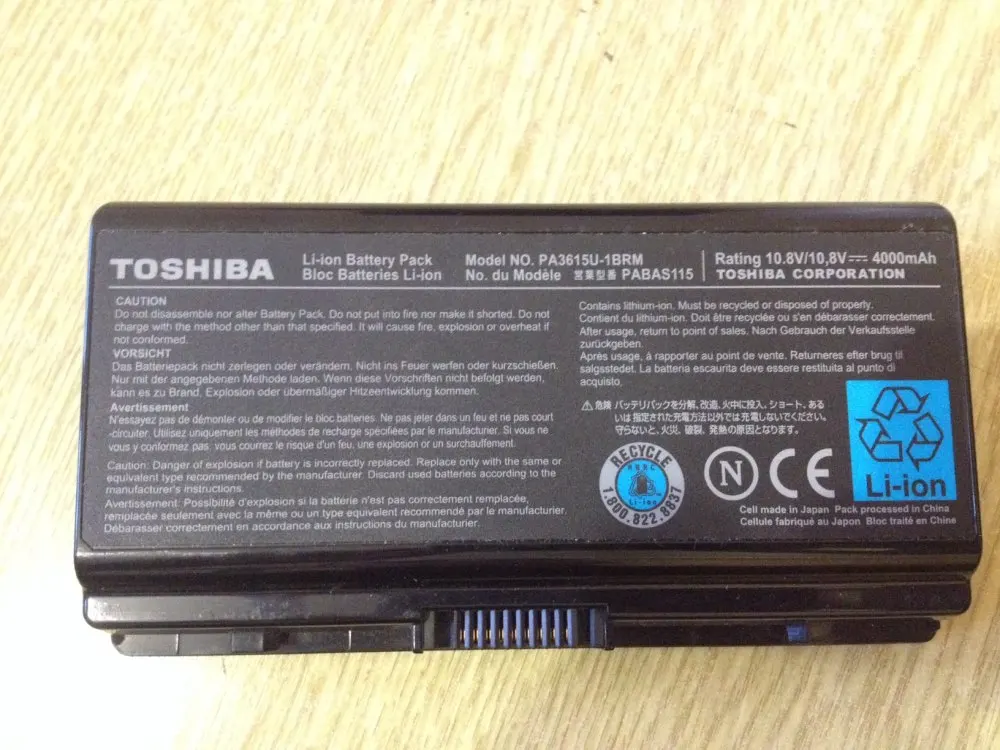 TOSHIBA
Li-ion Battery Pack
Bloc Batteries Li-ion
Model NO. PA3615U-1BRM
No. du Modèle 営業型番 PABAS115
Rating 10.8V/10,8V⎓ 4000mAh
TOSHIBA CORPORATION
CAUTION
Do not disassemble nor alter Battery Pack. Do not put into fire nor make it shorted. Do not
charge with the method other than that specified. It will cause fire, explosion or overheat if
not conformed.
VORSICHT
Das Batteriepack nicht zerlegen oder verändern. Nicht ins Feuer werfen oder kurzschließen.
Nur mit der angegebenen Methode laden. Wenn diese Vorschriften nicht befolgt werden,
kann es zu Brand, Explosion oder übermäßiger Hitzeentwicklung kommen.
Avertissement
N'essayez pas de démonter ou de modifier le bloc batteries. Ne pas jeter dans un feu et ne pas court
-circuiter. Utilisez uniquement les méthodes de recharge spécifiées par le manufacturier. Si vous ne
vous y conformez pas, vous courrez le risque d'un feu, une explosion or un surchauffement.
Caution: Danger of explosion if battery is incorrectly replaced. Replace only with the same or
equivalent type recommended by the manufacturer. Discard used batteries according to the
manufacturer's instructions.
Avertissement: Possibilité d'explosion si la batterie n'est pas correctement remplacée,
remplacée seulement avec la même ou un type equivalent recommandé par le manufacturier.
Débarasser correctement en accordance aux instructions du manufacturier.
Contains lithium-ion. Must be recycled or disposed of properly.
Contient du lithium-ion. Doit être recyclée ou s'en débarasser correctement.
After usage, return to point of sales. Nach Gebrauch der Verkaufsstelle
zurückgeben.
Après usage, à rapporter au point de vente. Returneres efter brug til
salgsstedet. La batteria escaurita deve essere restituita al punto di
acquisto.
⚠危険 バッテリパックを分解、改造、火中に投入、ショート、ある
いは指定された充電方法以外では充電しないでください。
守らないと、火災、破裂、発熱の原因となります。
RECYCLE
RBRC
Li-Ion
1.800.822.8837
N
CE
Li-ion
Cell made in Japan Pack processed in China
Cellule fabriqué au Japon Bloc traité en Chine